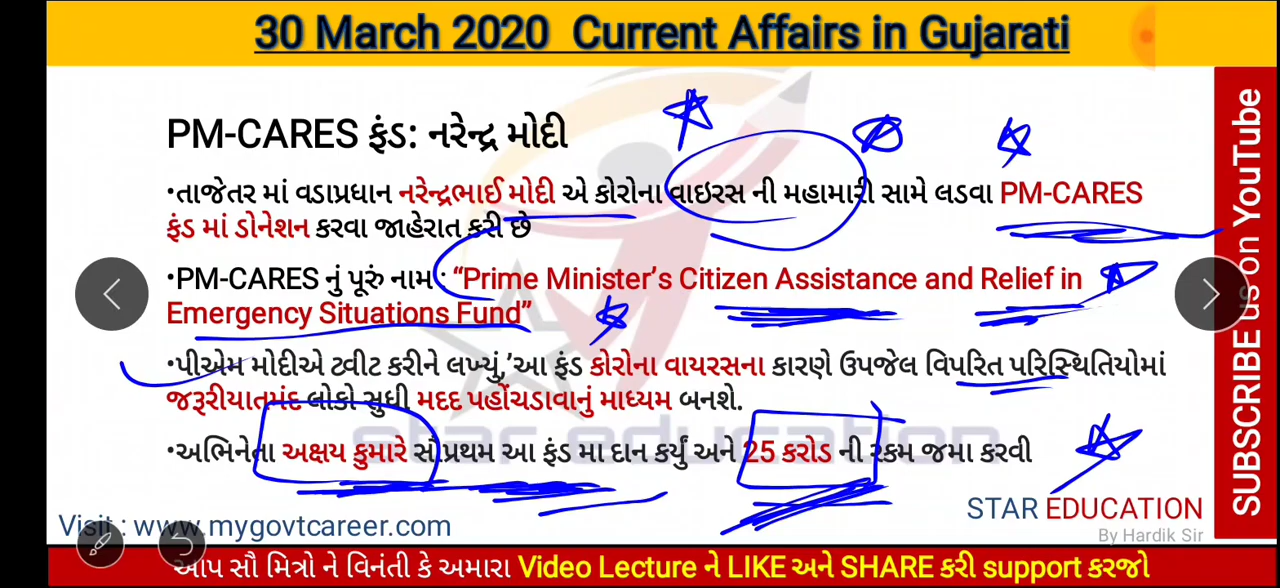 30 March 2020 Current Affairs in Gujarati
PM-CARES ફંડ: નરેન્દ્ર મોદી
•તાજેતર માં વડાપ્રધાન નરેન્દ્રભાઈ મોદી એ કોરોના વાઇરસ ની મહામારી સામે લડવા PM-CARES
ફંડ માં ડોનેશન કરવા જાહેરાત કરી છે
•PM-CARES નું પૂરું નામ : “Prime Minister’s Citizen Assistance and Relief in
Emergency Situations Fund”
•પીએમ મોદીએ ટ્વીટ કરીને લખ્યું,’આ ફંડ કોરોના વાયરસના કારણે ઉપજેલ વિપરિત પરિસ્થિતિયોમાં
જરૂરીયાતમંદ લોકો સુધી મદદ પહોંચડાવાનું માધ્યમ બનશે.
•અભિનેતા અક્ષય કુમારે સૌપ્રથમ આ ફંડ મા દાન કર્યું અને 25 કરોડ ની રકમ જમા કરવી
star education
STAR EDUCATION
By Hardik Sir
Visit : www.mygovtcareer.com
આપ સૌ મિત્રો ને વિનંતી કે અમારા Video Lecture ને LIKE અને SHARE કરી support કરજો
SUBSCRIBE us on YouTube